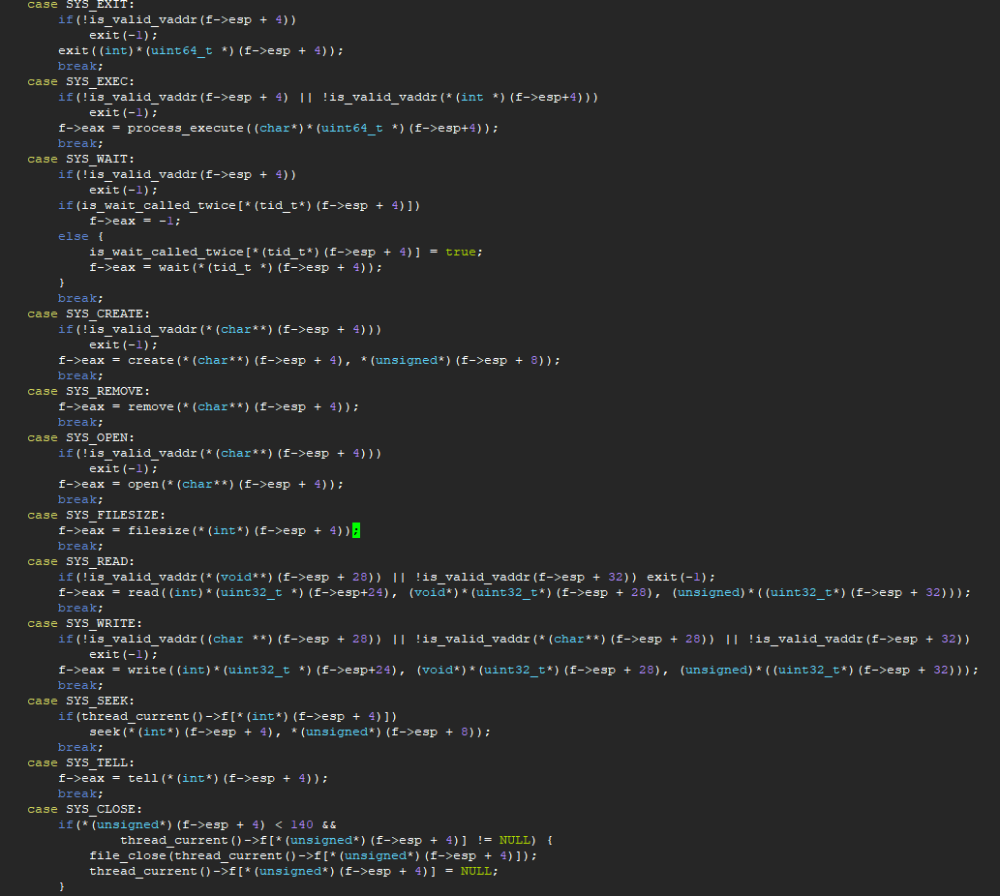 case SYS_EXIT:
if(!is_valid_vaddr(f->esp + 4))
exit(-1);
exit((int)*(uint64_t *)(f->esp + 4));
break;
case SYS_EXEC:
if(!is_valid_vaddr(f->esp + 4) || !is_valid_vaddr(*(int *)(f->esp+4)))
exit(-1);
f->eax = process_execute((char*)*(uint64_t *)(f->esp+4));
break;
case SYS_WAIT:
if(!is_valid_vaddr(f->esp + 4))
exit(-1);
if(is_wait_called_twice[*(tid_t*)(f->esp + 4)])
f->eax = -1;
else {
is_wait_called_twice[*(tid_t*)(f->esp + 4)] = true;
f->eax = wait(*(tid_t *)(f->esp + 4));
}
break;
case SYS_CREATE:
if(!is_valid_vaddr(*(char**)(f->esp + 4)))
exit(-1);
f->eax = create(*(char**)(f->esp + 4), *(unsigned*)(f->esp + 8));
break;
case SYS_REMOVE:
f->eax = remove(*(char**)(f->esp + 4));
break;
case SYS_OPEN:
if(!is_valid_vaddr(*(char**)(f->esp + 4)))
exit(-1);
f->eax = open(*(char**)(f->esp + 4));
break;
case SYS_FILESIZE:
f->eax = filesize(*(int*)(f->esp + 4));
break;
case SYS_READ:
if(!is_valid_vaddr(*(void**)(f->esp + 28)) || !is_valid_vaddr(f->esp + 32)) exit(-1);
f->eax = read((int)*(uint32_t *)(f->esp+24), (void*)*(uint32_t*)(f->esp + 28), (unsigned)*((uint32_t*)(f->esp + 32)));
break;
case SYS_WRITE:
if(!is_valid_vaddr((char **)(f->esp + 28)) || !is_valid_vaddr(*(char**)(f->esp + 28)) || !is_valid_vaddr(f->esp + 32))
exit(-1);
f->eax = write((int)*(uint32_t *)(f->esp+24), (void*)*(uint32_t*)(f->esp + 28), (unsigned)*((uint32_t*)(f->esp + 32)));
break;
case SYS_SEEK:
if(thread_current()->f[*(int*)(f->esp + 4)])
seek(*(int*)(f->esp + 4), *(unsigned*)(f->esp + 8));
break;
case SYS_TELL:
f->eax = tell(*(int*)(f->esp + 4));
break;
case SYS_CLOSE:
if(*(unsigned*)(f->esp + 4) < 140 &&
thread_current()->f[*(unsigned*)(f->esp + 4)] != NULL) {
file_close(thread_current()->f[*(unsigned*)(f->esp + 4)]);
thread_current()->f[*(unsigned*)(f->esp + 4)] = NULL;
}